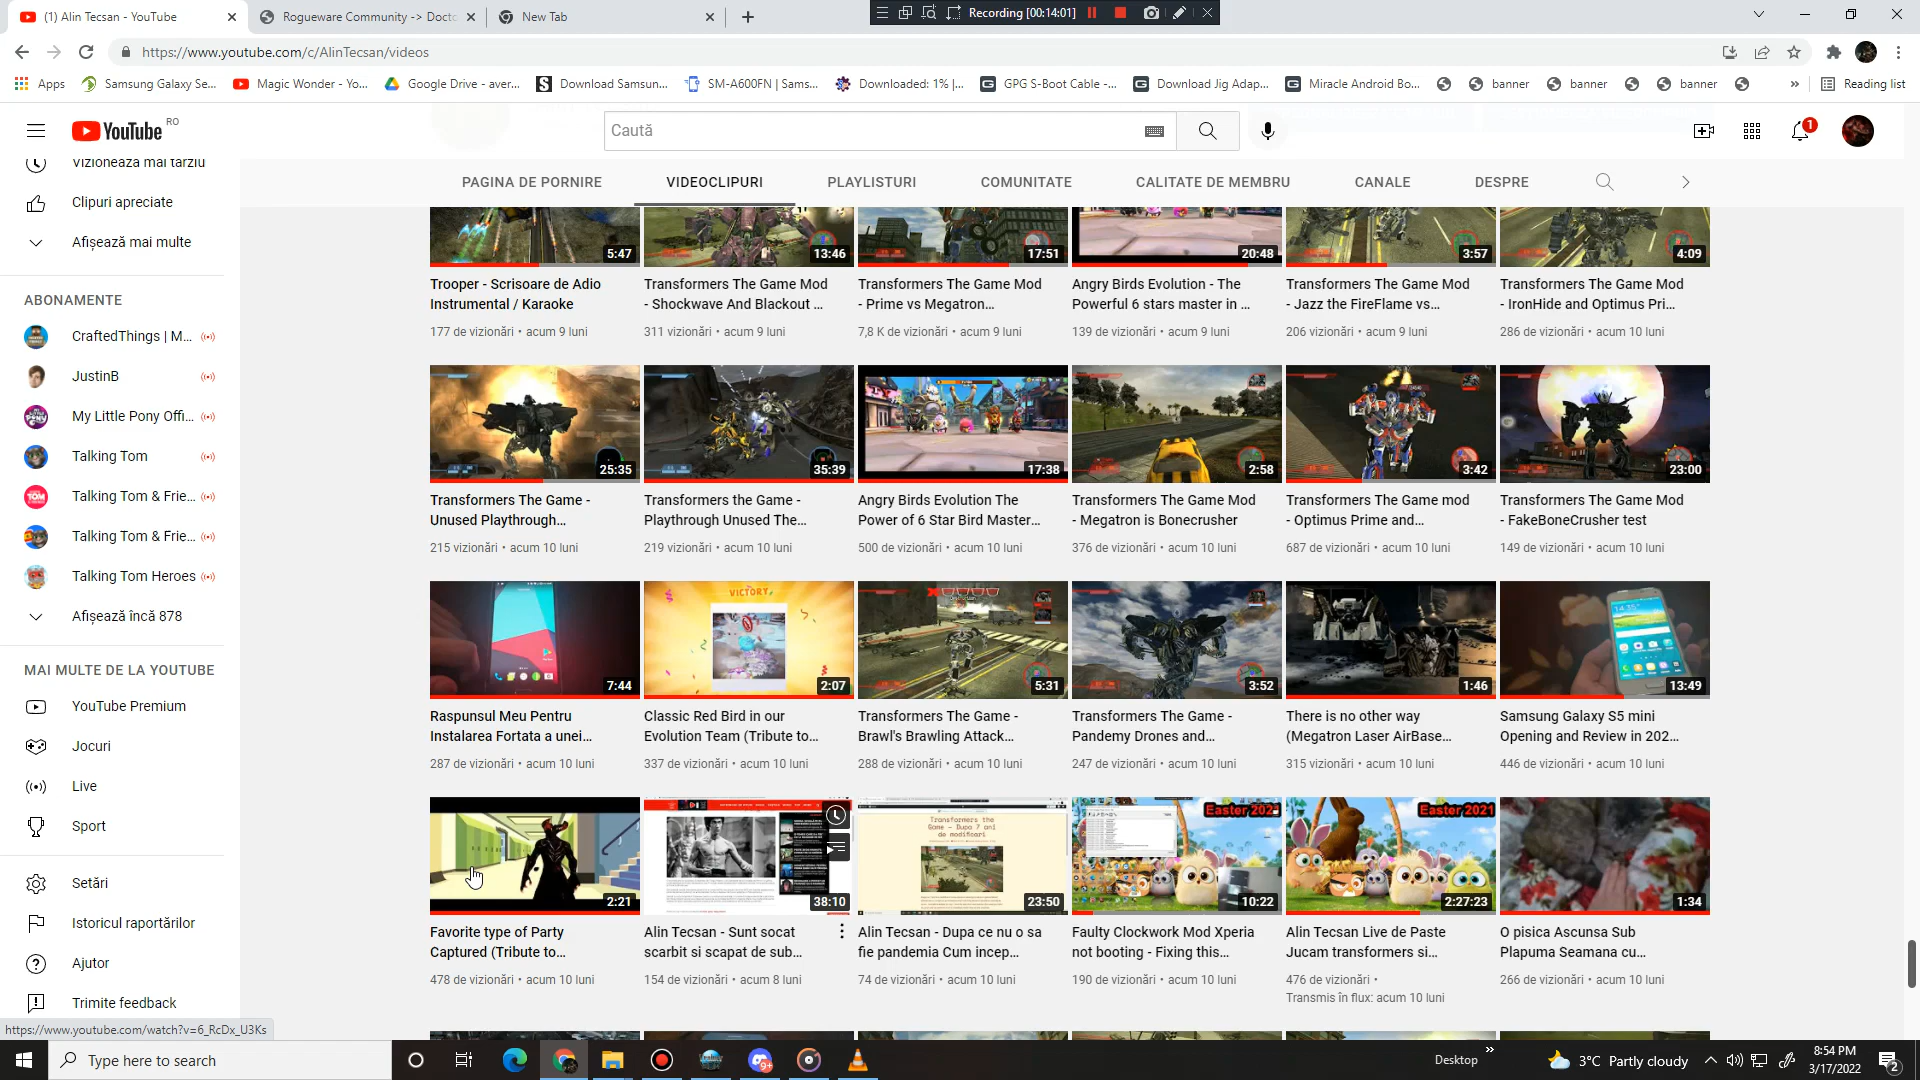 (1) Alin Tecsan - YouTube
Rogueware Community -> Docto
New Tab
Recording [00:14:01]
https://www.youtube.com/c/AlinTecsan/videos
Apps
Samsung Galaxy Se...
Magic Wonder - Yo...
Google Drive - aver...
Download Samsun...
SM-A600FN | Sams...
Downloaded: 1% |...
GPG S-Boot Cable -...
Download Jig Adap...
Miracle Android Bo...
banner
banner
banner
Reading list
YouTube RO
Caută
1
Vizionează mai târziu
Clipuri apreciate
Afișează mai multe
ABONAMENTE
CraftedThings | M...
JustinB
My Little Pony Offi...
Talking Tom
Talking Tom & Frie...
Talking Tom & Frie...
Talking Tom Heroes
Afișează încă 878
MAI MULTE DE LA YOUTUBE
YouTube Premium
Jocuri
Live
Sport
Setări
Istoricul raportărilor
Ajutor
Trimite feedback
PAGINA DE PORNIRE
VIDEOCLIPURI
PLAYLISTURI
COMUNITATE
CALITATE DE MEMBRU
CANALE
DESPRE
5:47
13:46
17:51
20:48
3:57
4:09
Trooper - Scrisoare de Adio
Instrumental / Karaoke
177 de vizionări • acum 9 luni
Transformers The Game Mod
- Shockwave And Blackout ...
311 vizionări • acum 9 luni
Transformers The Game Mod
- Prime vs Megatron...
7,8 K de vizionări • acum 9 luni
Angry Birds Evolution - The
Powerful 6 stars master in ...
139 de vizionări • acum 9 luni
Transformers The Game Mod
- Jazz the FireFlame vs...
206 vizionări • acum 9 luni
Transformers The Game Mod
- IronHide and Optimus Pri...
286 de vizionări • acum 10 luni
25:35
35:39
17:38
2:58
3:42
23:00
Transformers The Game -
Unused Playthrough...
215 vizionări • acum 10 luni
Transformers the Game -
Playthrough Unused The...
219 vizionări • acum 10 luni
Angry Birds Evolution The
Power of 6 Star Bird Master...
500 de vizionări • acum 10 luni
Transformers The Game Mod
- Megatron is Bonecrusher
376 de vizionări • acum 10 luni
Transformers The Game mod
- Optimus Prime and...
687 de vizionări • acum 10 luni
Transformers The Game Mod
- FakeBoneCrusher test
149 de vizionări • acum 10 luni
VICTORY
14:35
7:44
2:07
5:31
3:52
1:46
13:49
Raspunsul Meu Pentru
Instalarea Fortata a unei...
287 de vizionări • acum 10 luni
Classic Red Bird in our
Evolution Team (Tribute to...
337 de vizionări • acum 10 luni
Transformers The Game -
Brawl's Brawling Attack...
288 de vizionări • acum 10 luni
Transformers The Game -
Pandemy Drones and...
247 de vizionări • acum 10 luni
There is no other way
(Megatron Laser AirBase...
315 vizionări • acum 10 luni
Samsung Galaxy S5 mini
Opening and Review in 202...
446 de vizionări • acum 10 luni
Transformers the
Game - Dupa 7 ani
de modificari
Easter 2021
Easter 2021
2:21
38:10
23:50
10:22
2:27:23
1:34
Favorite type of Party
Captured (Tribute to...
478 de vizionări • acum 10 luni
Alin Tecsan - Sunt socat
scarbit si scapat de sub...
154 de vizionări • acum 8 luni
Alin Tecsan - Dupa ce nu o sa
fie pandemia Cum incep...
74 de vizionări • acum 10 luni
Faulty Clockwork Mod Xperia
not booting - Fixing this...
190 de vizionări • acum 10 luni
Alin Tecsan Live de Paste
Jucam transformers si...
476 de vizionări •
Transmis în flux: acum 10 luni
O pisica Ascunsa Sub
Plapuma Seamana cu...
266 de vizionări • acum 10 luni
https://www.youtube.com/watch?v=6_RcDx_U3Ks
Type here to search
9+
Desktop
3°C Partly cloudy
8:54 PM
3/17/2022
2